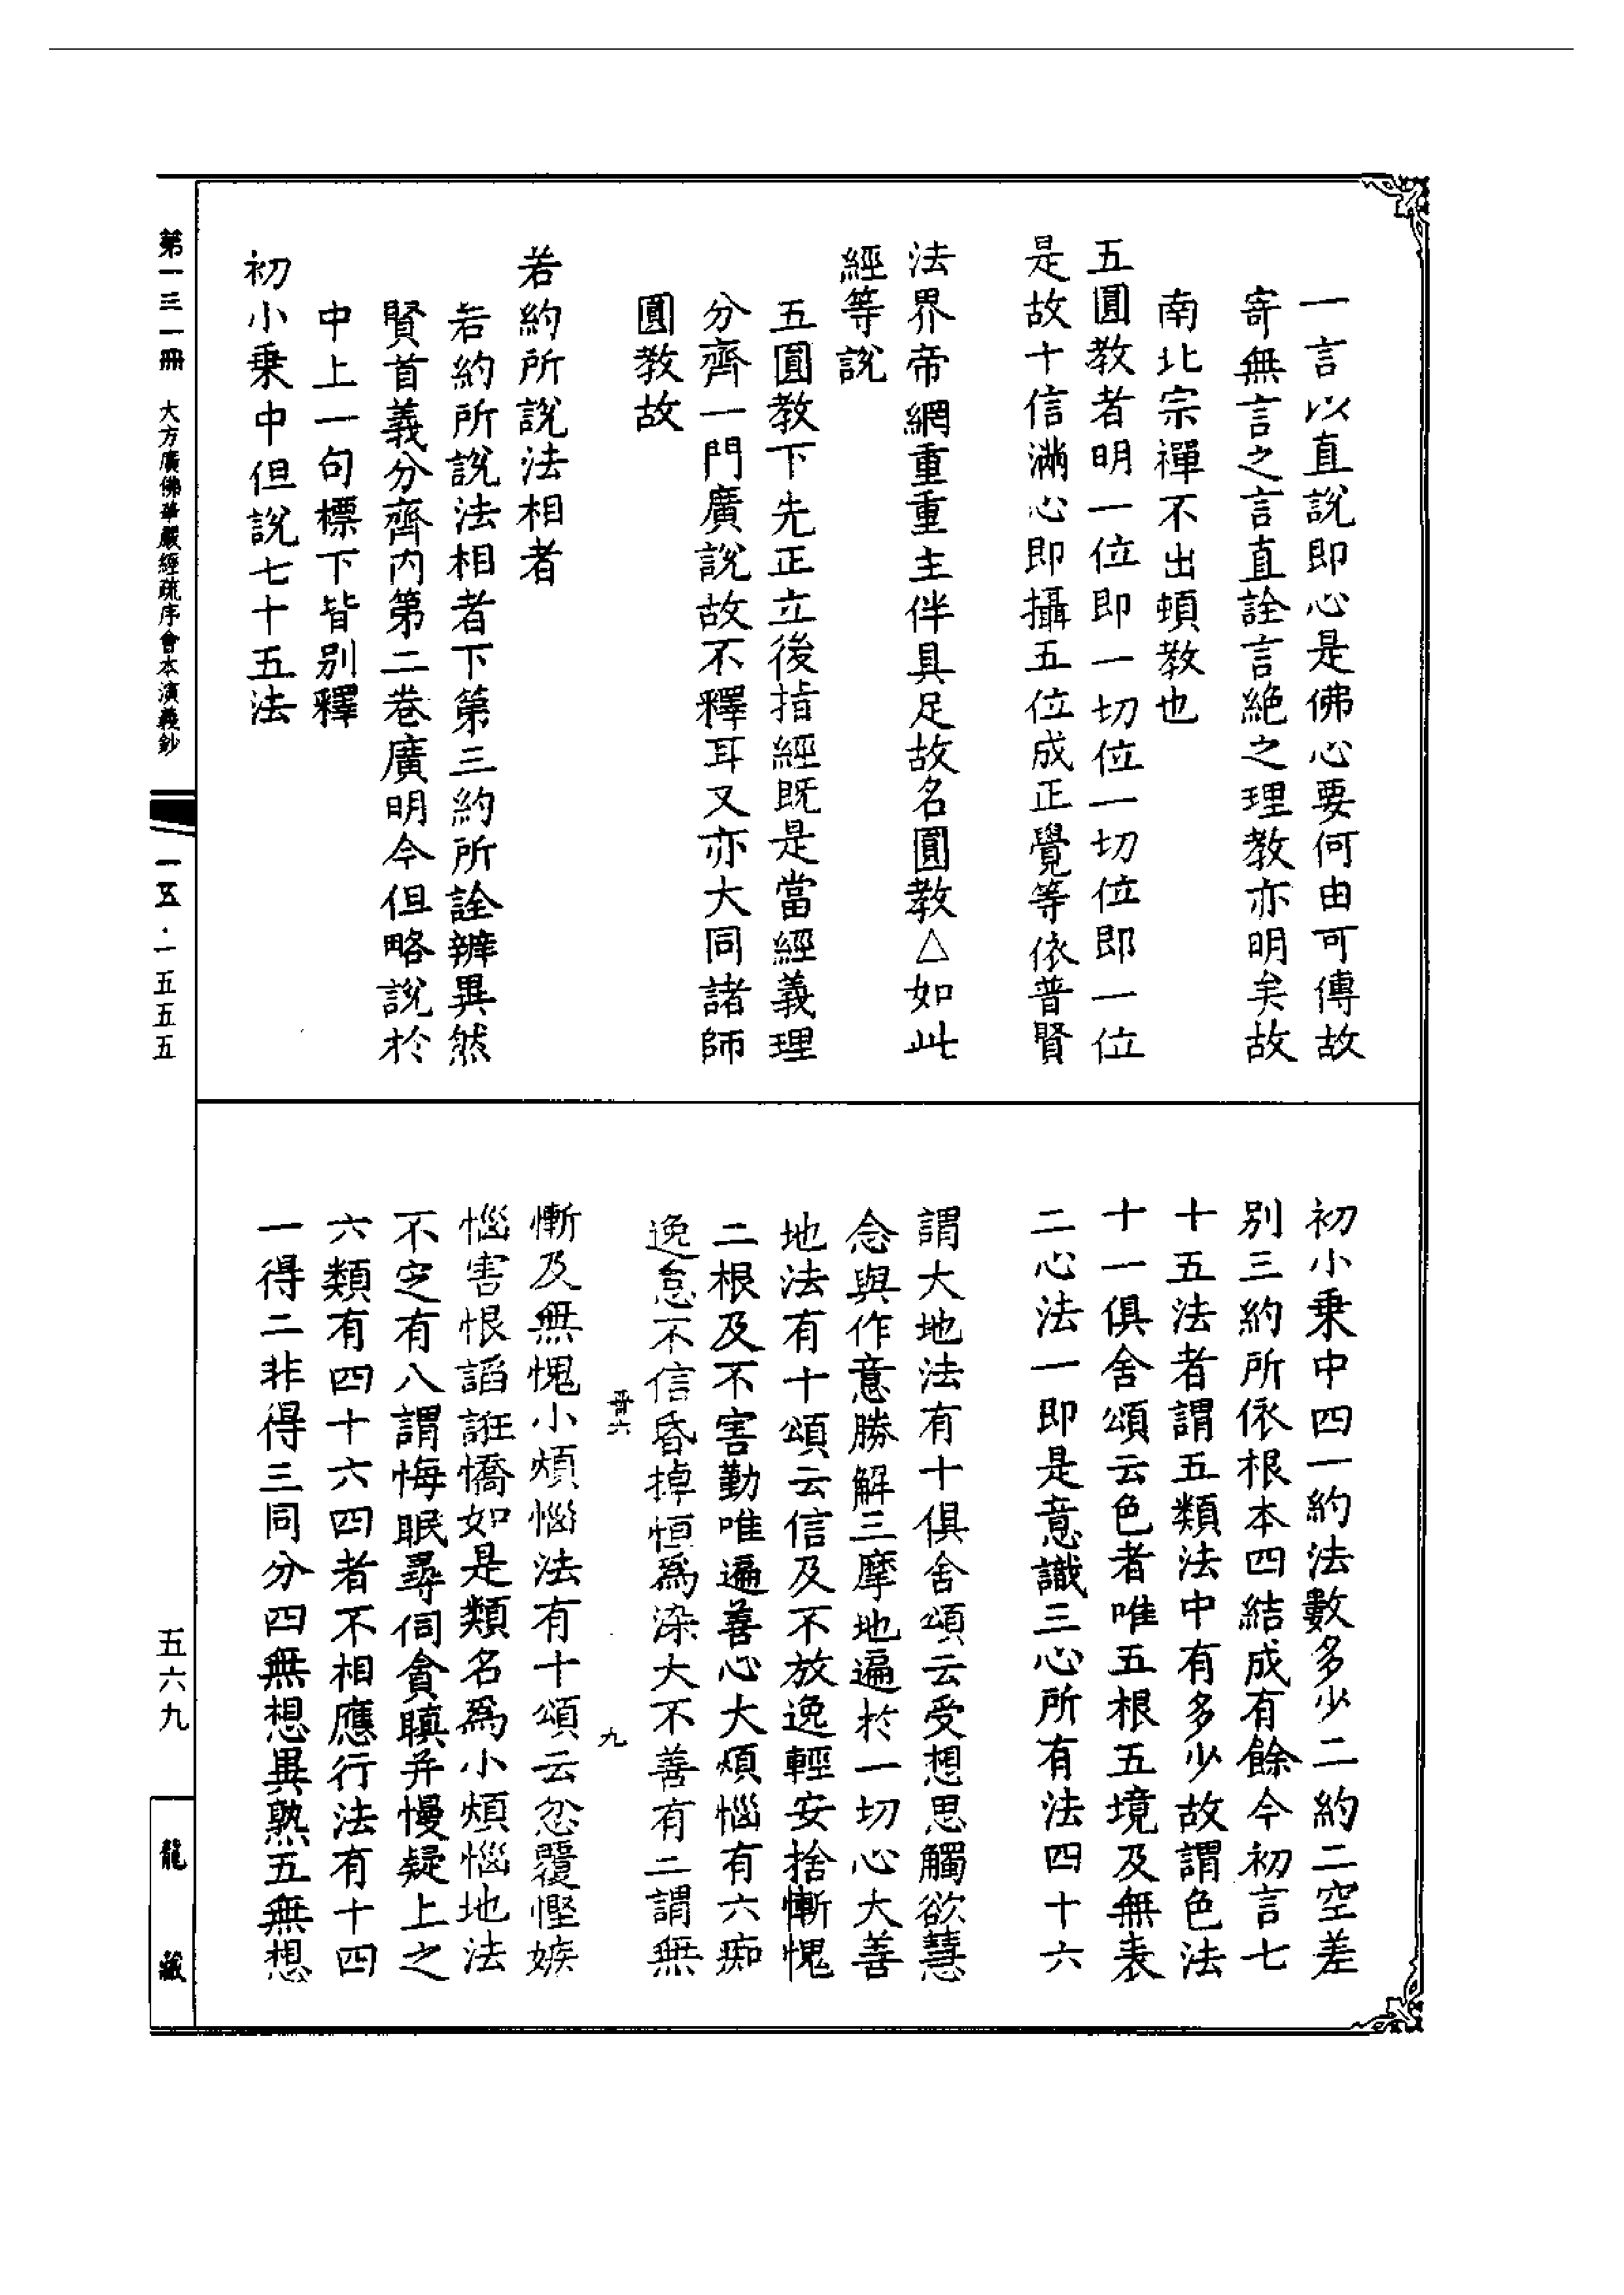 一言以直說即心是佛心要何由可傳故
寄無言之言直詮言絕之理教亦明矣故
南北宗禪不出頓教也
五圓教者明一位即一切位一切位即一位
是故十信滿心即攝五位成正覺等依普賢
法界帝網重重主伴具足故名圓教△如此
經等說
五圓教下先正立後指經既是當經義理
分齊一門廣說故不釋耳又亦大同諸師
圓教故
若約所說法相者
若約所說法相者下第三約所詮辨異然
賢首義分齊內第二卷廣明今但略說於
中上一句標下皆別釋
初小乗中但說七十五法
初小乗中四一約法數多少二約二空差
別三約所依根本四結成有餘今初言七
十五法者謂五類法中有多少故謂色法
十一俱舍頌云色者唯五根五境及無表
二心法一即是意識三心所有法四十六
謂大地法有十俱舍頌云受想思觸欲慧
念與作意勝解三摩地遍於一切心大善
地法有十頌云信及不放逸輕安捨慚愧
二根及不害勤唯遍善心大煩惱有六痴
逸怠不信昏掉恒為染大不善有二謂無
九
慚及無愧小煩惱法有十頌云忿覆慳嫉
惱害恨諂誑憍如是類名為小煩惱地法
不定有八謂悔眠尋伺貪瞋并慢疑上之
六類有四十六四者不相應行法有十四
一得二非得三同分四無想異熟五無想
第一三一冊 大方廣佛華嚴經疏序會本演義鈔
一五·一五五五
五六九
龍藏